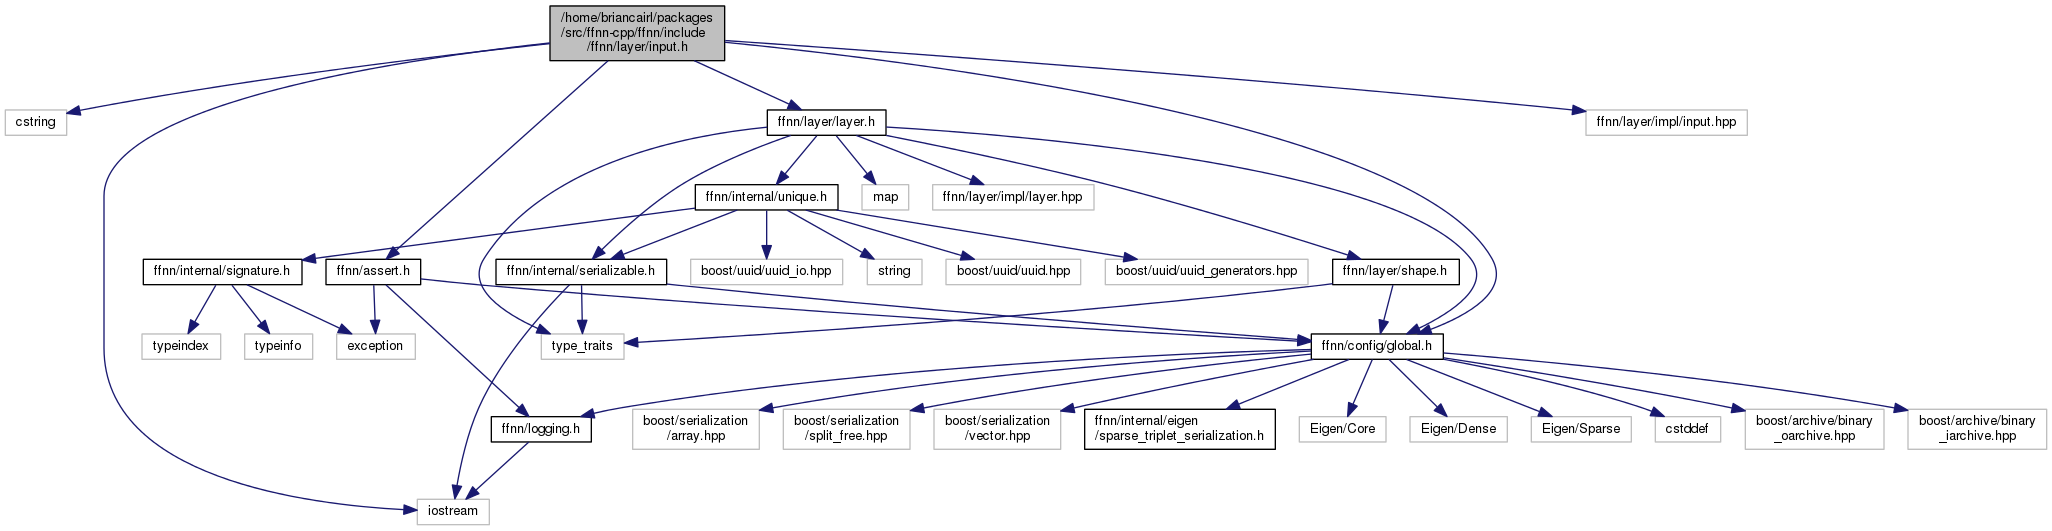 /home/briancairl/packages
/src/ffnn-cpp/ffnn/include
/ffnn/layer/input.h
cstring
ffnn/layer/layer.h
ffnn/layer/impl/input.hpp
ffnn/internal/unique.h
map
ffnn/layer/impl/layer.hpp
ffnn/internal/signature.h
ffnn/assert.h
ffnn/internal/serializable.h
boost/uuid/uuid_io.hpp
string
boost/uuid/uuid.hpp
boost/uuid/uuid_generators.hpp
ffnn/layer/shape.h
typeindex
typeinfo
exception
type_traits
ffnn/config/global.h
ffnn/logging.h
boost/serialization
/array.hpp
boost/serialization
/split_free.hpp
boost/serialization
/vector.hpp
ffnn/internal/eigen
/sparse_triplet_serialization.h
Eigen/Core
Eigen/Dense
Eigen/Sparse
cstddef
boost/archive/binary
_oarchive.hpp
boost/archive/binary
_iarchive.hpp
iostream